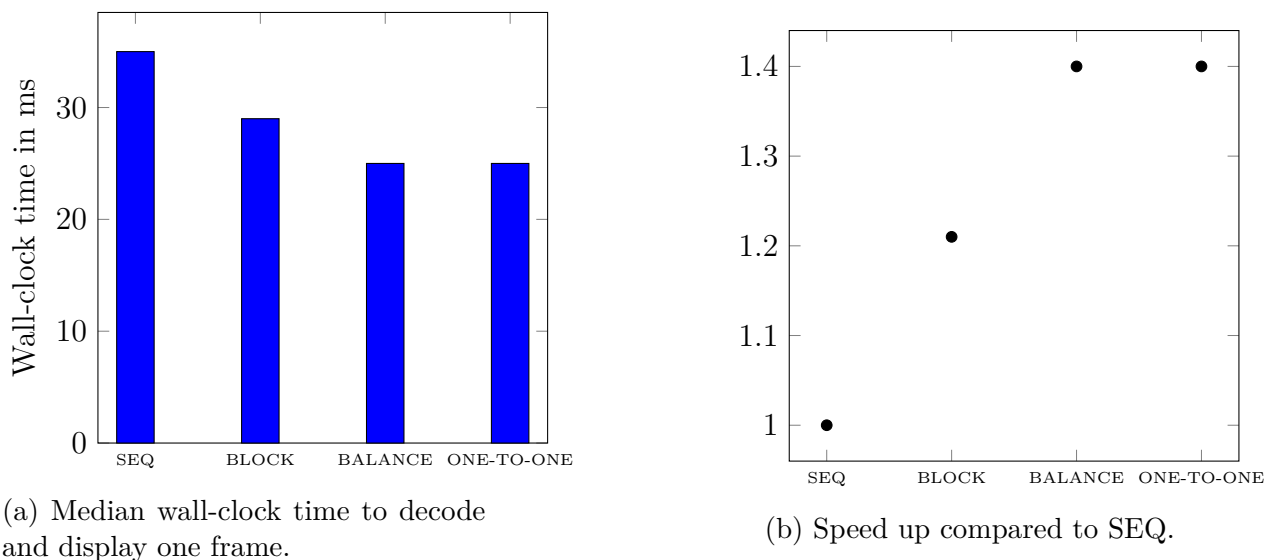 Wall-clock time in ms
30
20
10
0
SEQ BLOCK BALANCE ONE-TO-ONE
(a) Median wall-clock time to decode
and display one frame.
1.4
1.3
1.2
1.1
1
SEQ BLOCK BALANCE ONE-TO-ONE
(b) Speed up compared to SEQ.